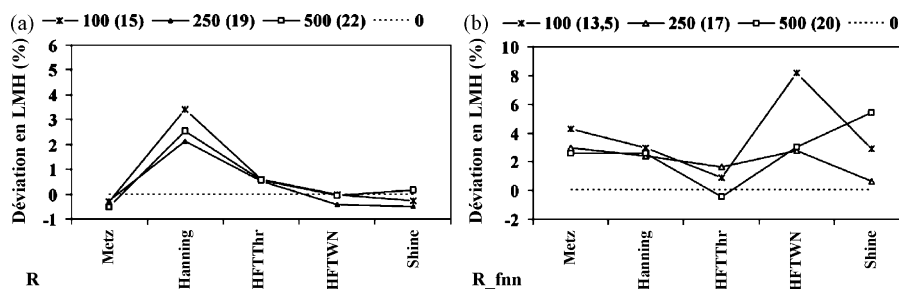 (a) 100 (15) 250 (19) 500 (22) 0
Déviation en LMH (%)
6
5
4
3
2
1
0
-1
Metz
Hanning
HFTThr
HFTWN
Shine
R
(b) 100 (13,5) 250 (17) 500 (20) 0
Déviation en LMH (%)
10
8
6
4
2
0
-2
Metz
Hanning
HFTThr
HFTWN
Shine
R_fnn